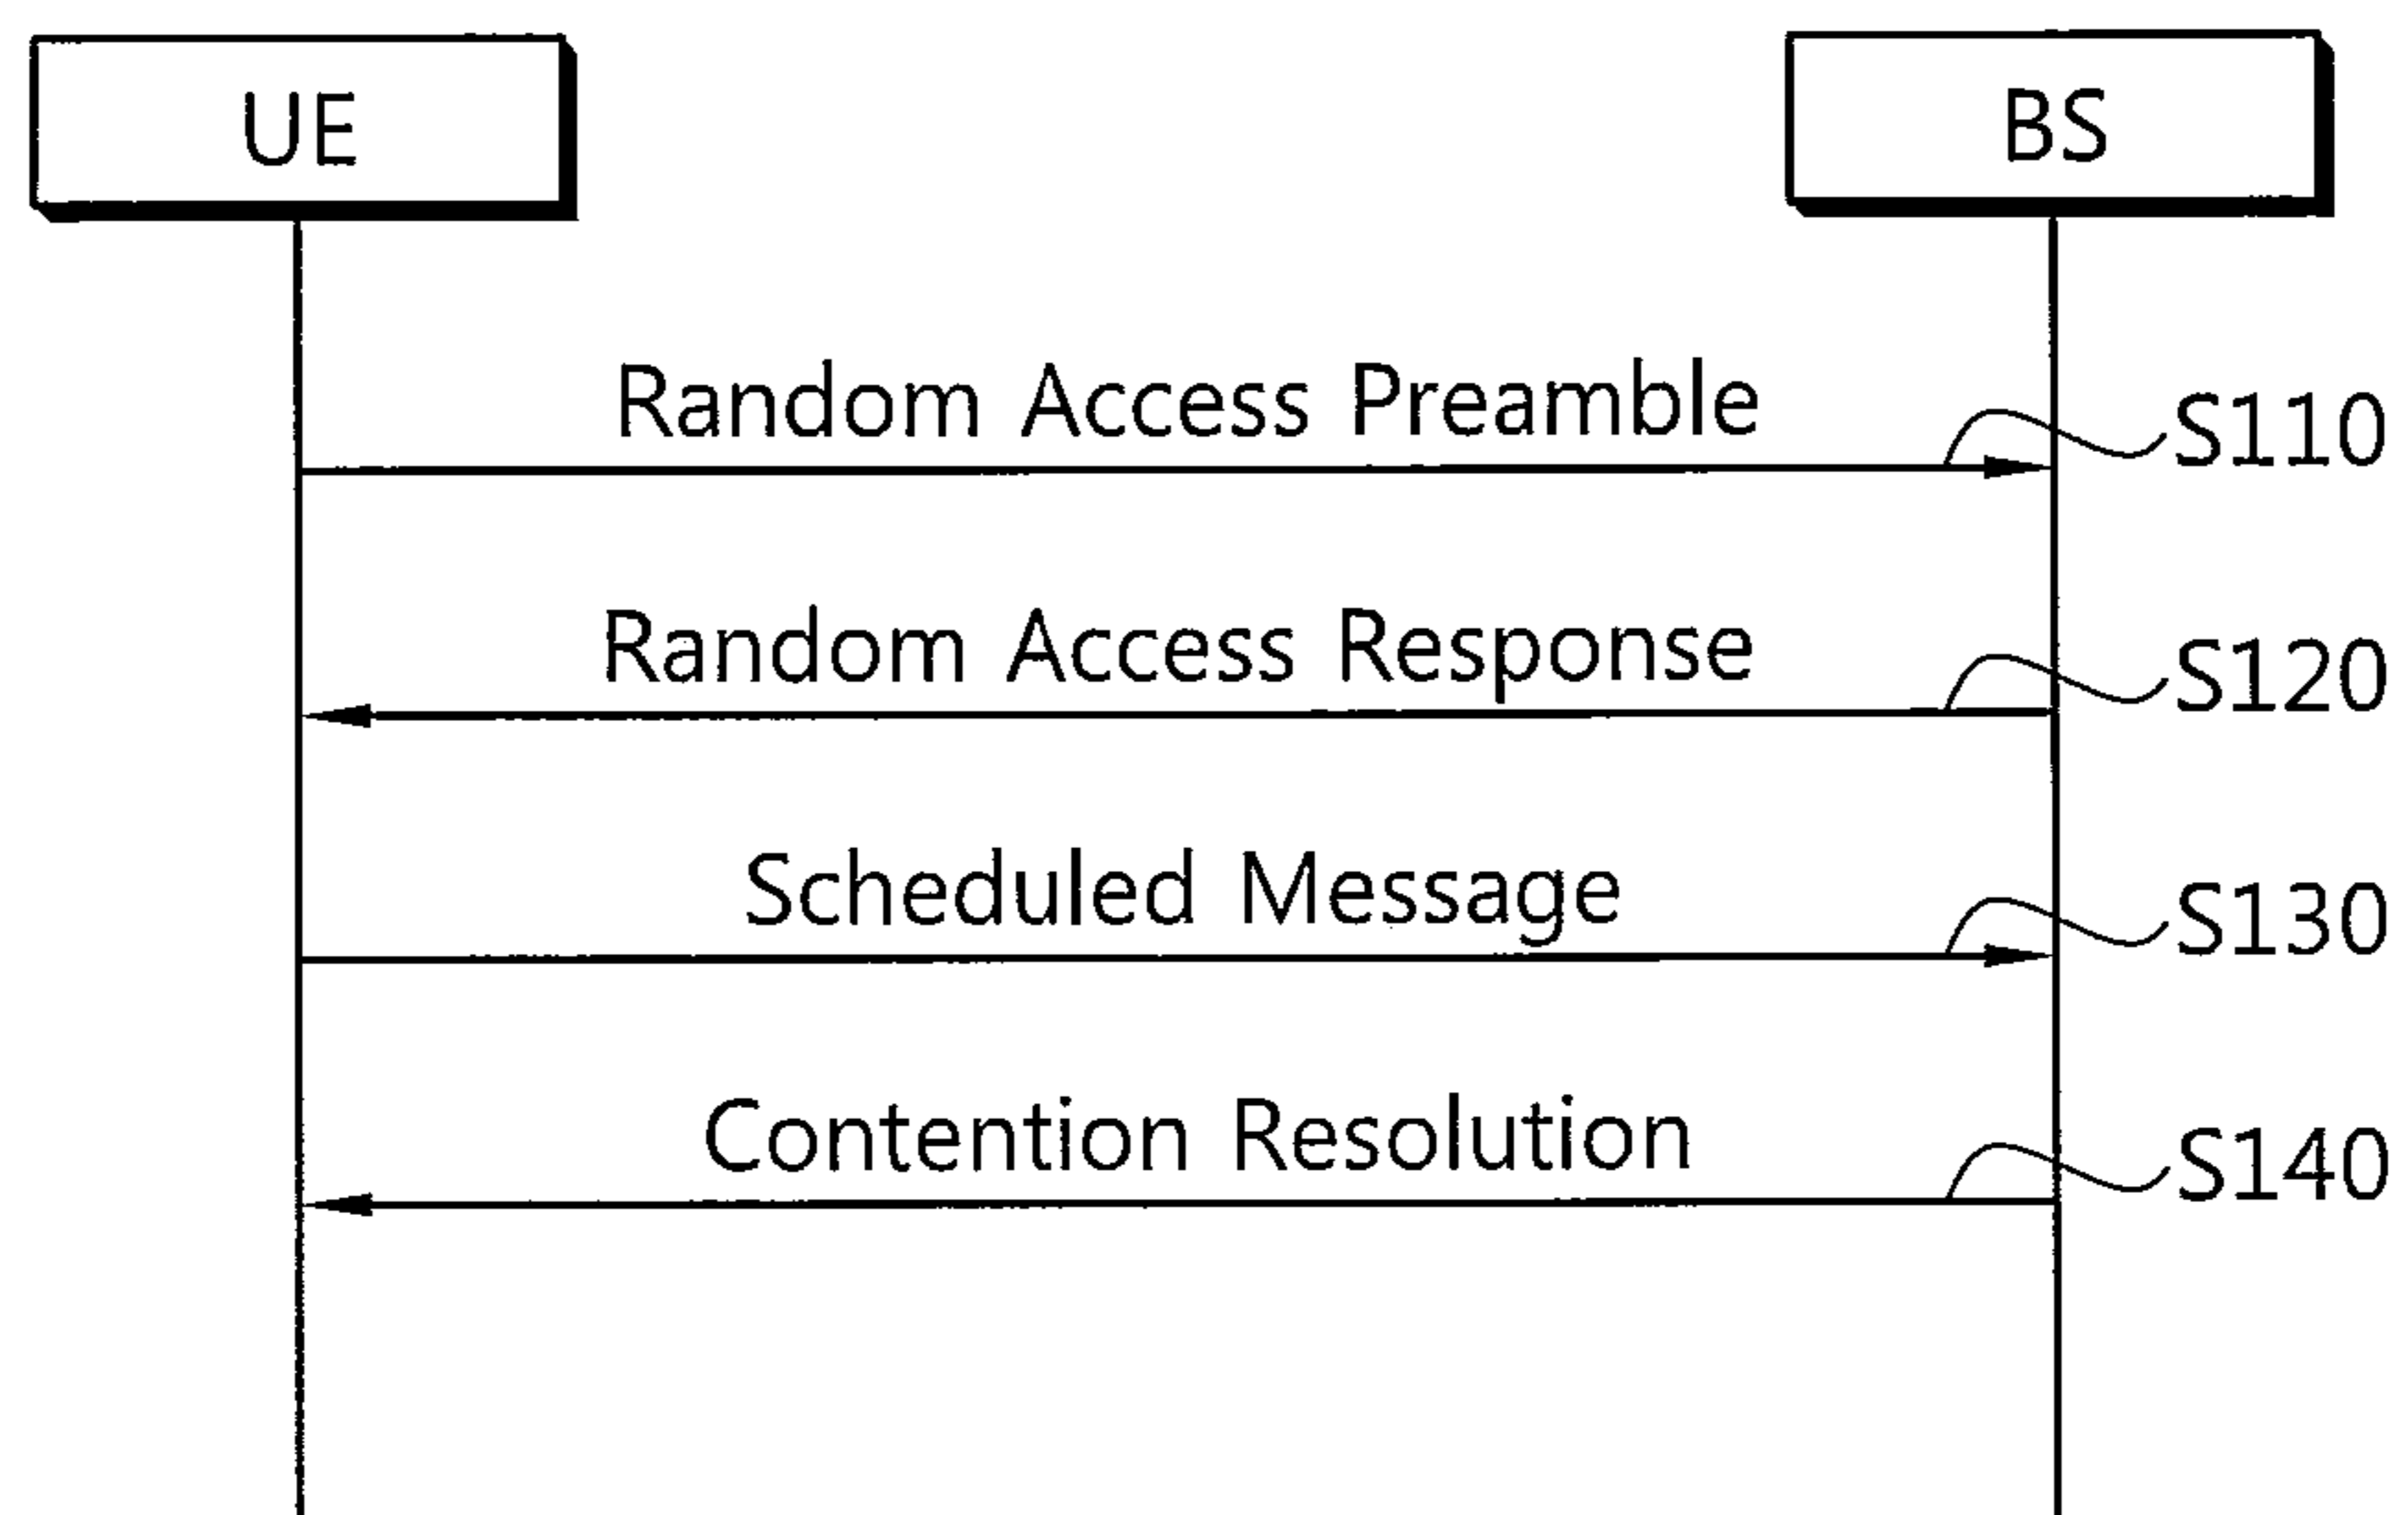 UE
BS
Random Access Preamble
S110
Random Access Response
S120
Scheduled Message
S130
Contention Resolution
S140